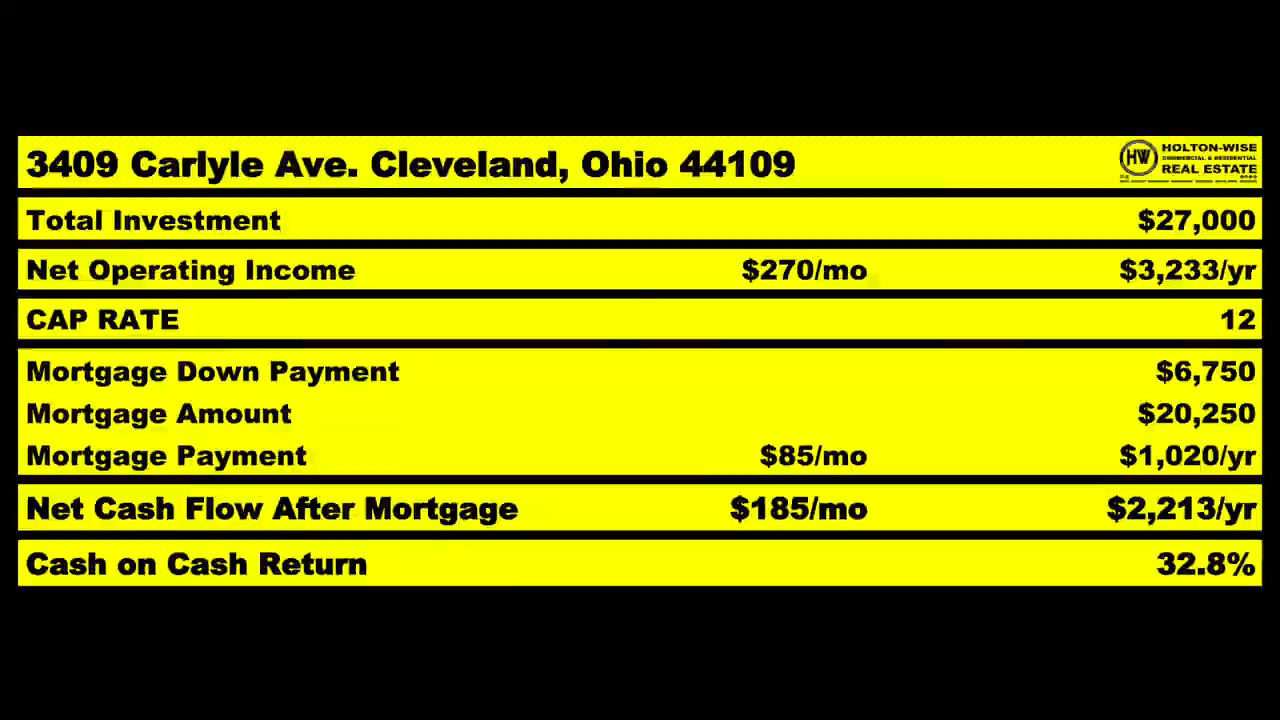 3409 Carlyle Ave. Cleveland, Ohio 44109
HW HOLTON-WISE
COMMERCIAL & RESIDENTIAL
REAL ESTATE
Total Investment $27,000
Net Operating Income $270/mo $3,233/yr
CAP RATE 12
Mortgage Down Payment $6,750
Mortgage Amount $20,250
Mortgage Payment $85/mo $1,020/yr
Net Cash Flow After Mortgage $185/mo $2,213/yr
Cash on Cash Return 32.8%